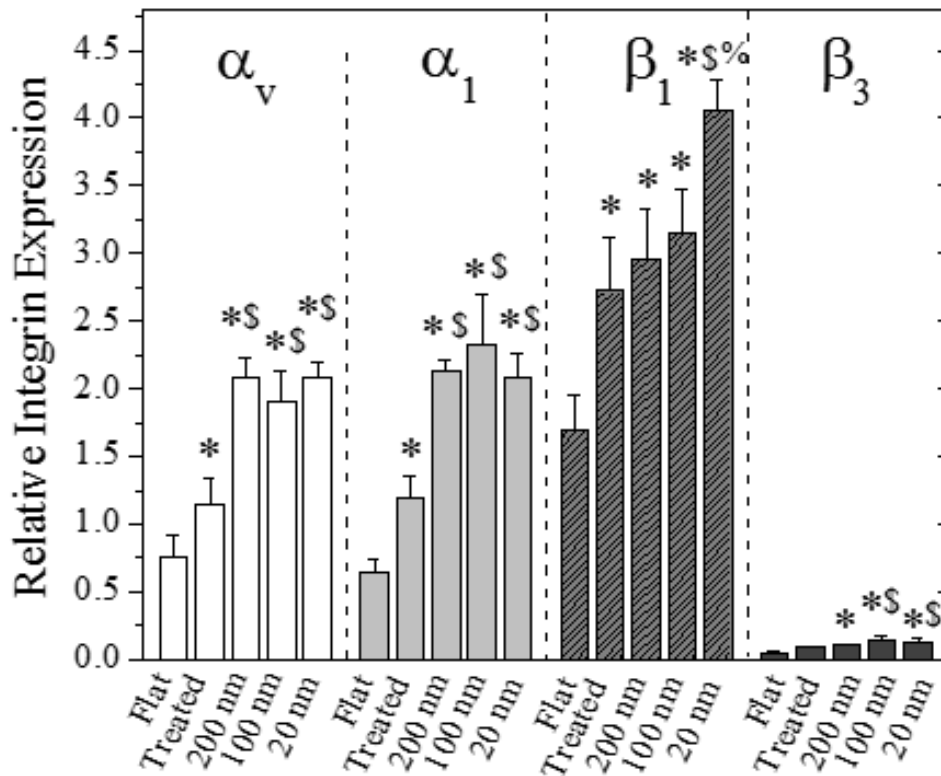 Relative Integrin Expression
4.5
4.0
3.5
3.0
2.5
2.0
1.5
1.0
0.5
0.0
αv
α1
β1
β3
*
*$
*$
*$
*
*$
*$
*$
*
*
*
*$%
*
*$
*$
Flat
Treated
200 nm
100 nm
20 nm
Flat
Treated
200 nm
100 nm
20 nm
Flat
Treated
200 nm
100 nm
20 nm
Flat
Treated
200 nm
100 nm
20 nm